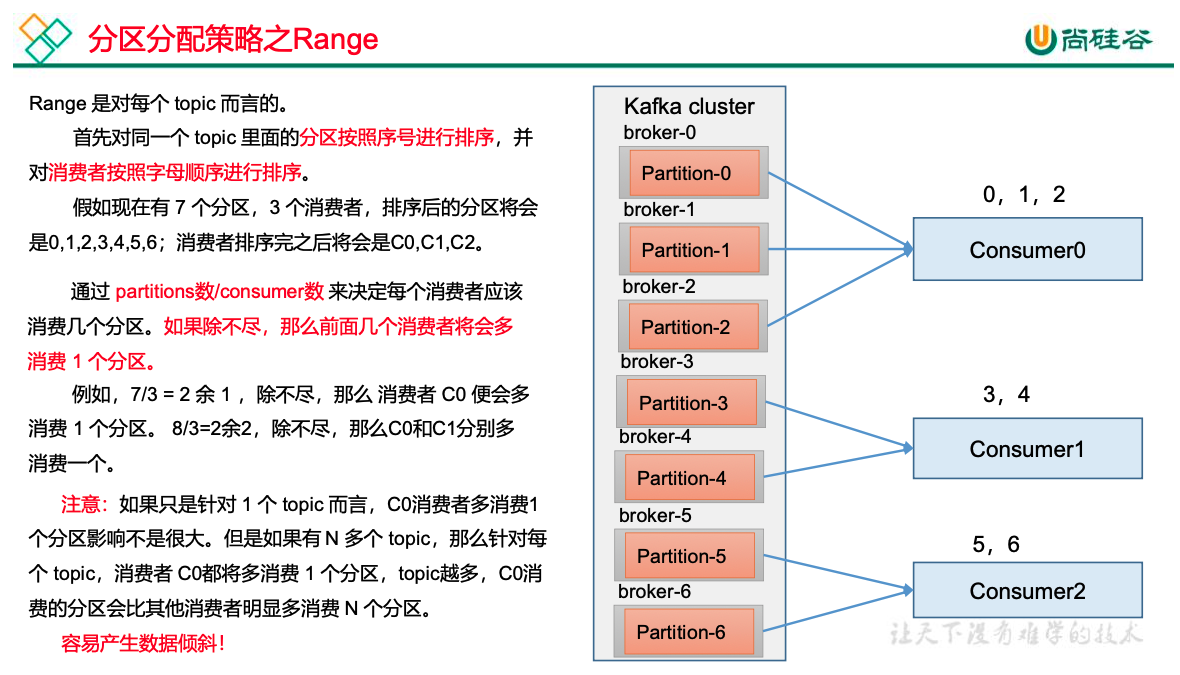 分区分配策略之Range
尚硅谷
Range 是对每个 topic 而言的。
首先对同一个 topic 里面的分区按照序号进行排序，并
对消费者按照字母顺序进行排序。
假如现在有 7 个分区，3 个消费者，排序后的分区将会
是0,1,2,3,4,5,6；消费者排序完之后将会是C0,C1,C2。
通过 partitions数/consumer数 来决定每个消费者应该
消费几个分区。如果除不尽，那么前面几个消费者将会多
消费 1 个分区。
例如，7/3 = 2 余 1 ，除不尽，那么 消费者 C0 便会多
消费 1 个分区。 8/3=2余2，除不尽，那么C0和C1分别多
消费一个。
注意：如果只是针对 1 个 topic 而言，C0消费者多消费1
个分区影响不是很大。但是如果有 N 多个 topic，那么针对每
个 topic，消费者 C0都将多消费 1 个分区，topic越多，C0消
费的分区会比其他消费者明显多消费 N 个分区。
容易产生数据倾斜！
Kafka cluster
broker-0
Partition-0
broker-1
Partition-1
broker-2
Partition-2
broker-3
Partition-3
broker-4
Partition-4
broker-5
Partition-5
broker-6
Partition-6
0，1，2
Consumer0
3，4
Consumer1
5，6
Consumer2
让天下没有难学的技术